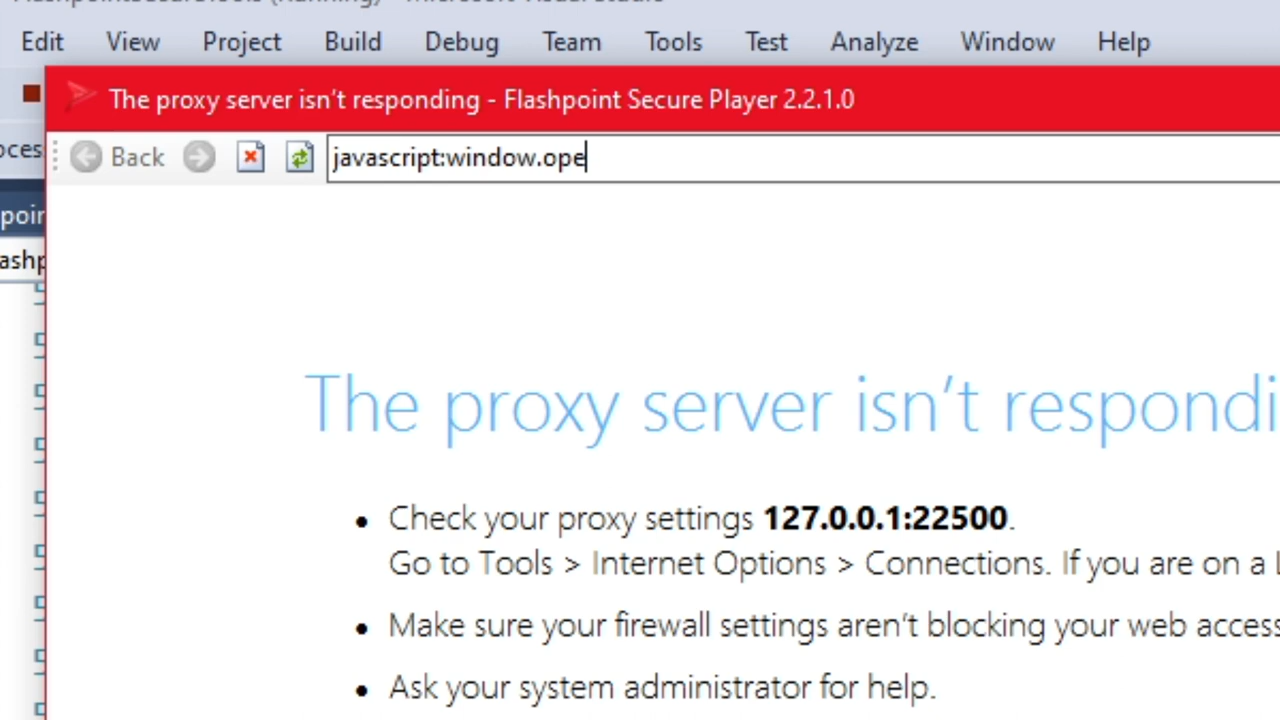 Edit View Project Build Debug Team Tools Test Analyze Window Help
The proxy server isn't responding - Flashpoint Secure Player 2.2.1.0
Back
javascript:window.ope
The proxy server isn't respondi
• Check your proxy settings 127.0.0.1:22500.
Go to Tools > Internet Options > Connections. If you are on a L
• Make sure your firewall settings aren't blocking your web access
• Ask your system administrator for help.